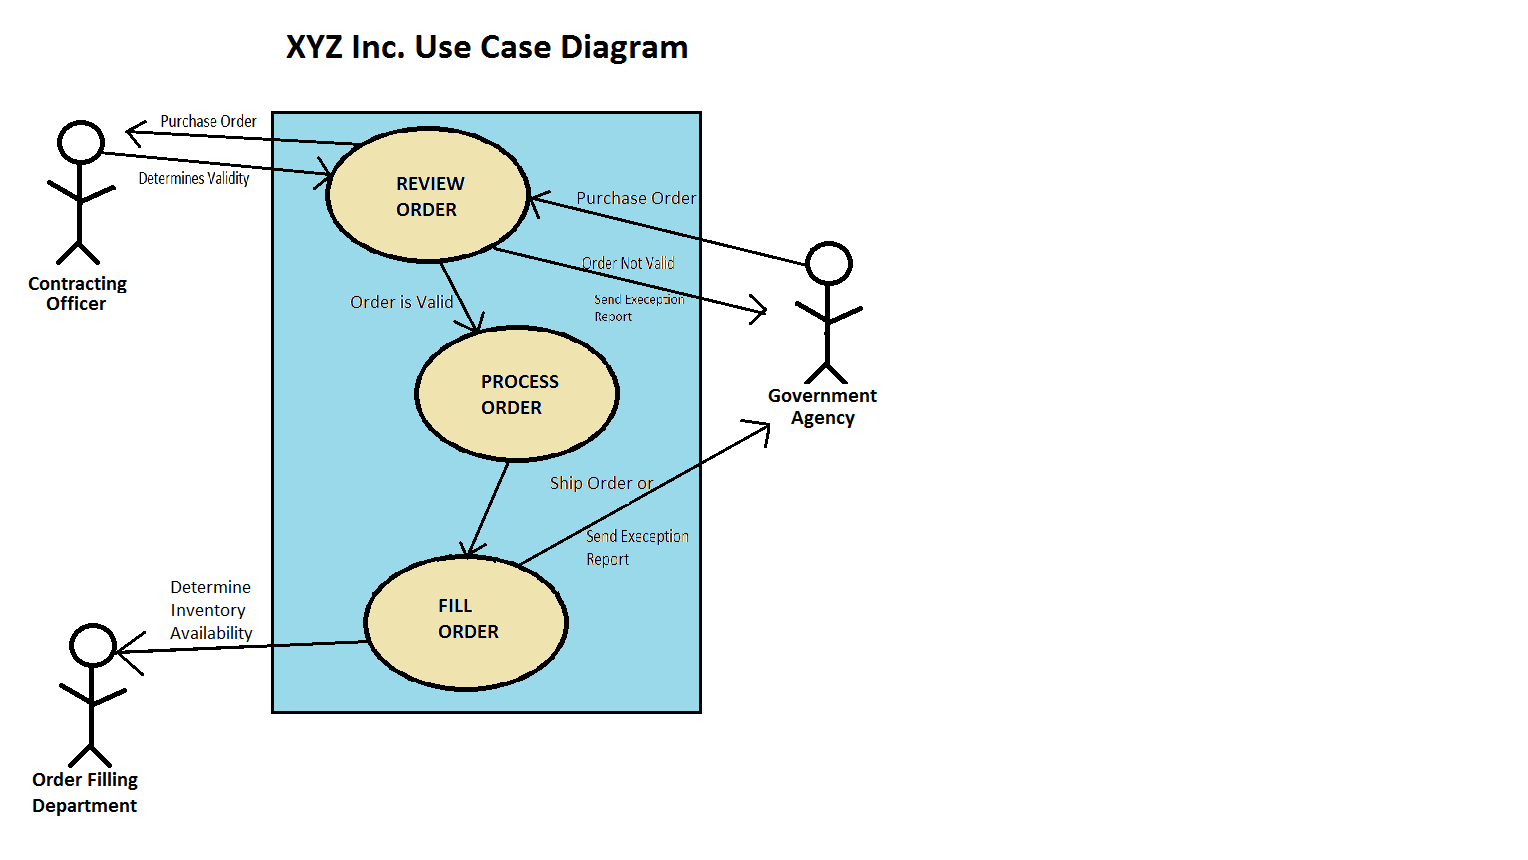 XYZ Inc. Use Case Diagram
Purchase Order
Determines Validity
Contracting
Officer
REVIEW
ORDER
Purchase Order
Order Not Valid
Send Exeception
Report
Order is Valid
Government
Agency
PROCESS
ORDER
Ship Order or
Send Exeception
Report
Determine
Inventory
Availability
FILL
ORDER
Order Filling
Department